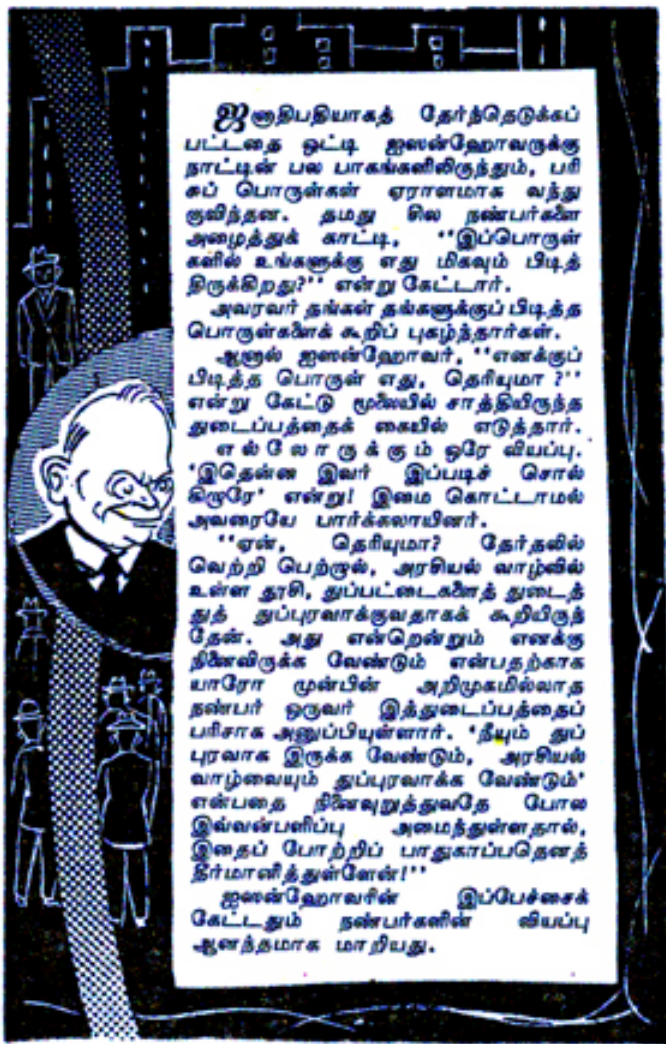 ஜனாதிபதியாகத் தேர்ந்தெடுக்கப்
பட்டதை ஒட்டி ஐஸன்ஹோவருக்கு
நாட்டின் பல பாகங்களிலிருந்தும், பரி
சுப் பொருள்கள் ஏராளமாக வந்து
குவிந்தன. தமது சில நண்பர்களை
அழைத்துக் காட்டி, ''இப்பொருள்
களில் உங்களுக்கு எது மிகவும் பிடித்
திருக்கிறது?'' என்று கேட்டார்.
அவரவர் தங்கள் தங்களுக்குப் பிடித்த
பொருள்களைக் கூறிப் புகழ்ந்தார்கள்.
ஆனால் ஐஸன்ஹோவர், ''எனக்குப்
பிடித்த பொருள் எது, தெரியுமா ?''
என்று கேட்டு மூலையில் சாத்தியிருந்த
துடைப்பத்தைக் கையில் எடுத்தார்.
எல்லோருக்கும் ஒரே வியப்பு.
'இதென்ன இவர் இப்படிச் சொல்
கிறாரே' என்று! இமை கொட்டாமல்
அவரையே பார்க்கலாயினர்.
''ஏன், தெரியுமா? தேர்தலில்
வெற்றி பெற்றால், அரசியல் வாழ்வில்
உள்ள தூசி, துப்பட்டைகளைத் துடைத்
துத் துப்புரவாக்குவதாகக் கூறியிருந்
தேன். அது என்றென்றும் எனக்கு
நினைவிருக்க வேண்டும் என்பதற்காக
யாரோ முன்பின் அறிமுகமில்லாத
நண்பர் ஒருவர் இத்துடைப்பத்தைப்
பரிசாக அனுப்பியுள்ளார். 'நீயும் துப்
புரவாக இருக்க வேண்டும், அரசியல்
வாழ்வையும் துப்புரவாக்க வேண்டும்'
என்பதை நினைவுறுத்துவதே போல
இவ்வன்பளிப்பு அமைந்துள்ளதால்,
இதைப் போற்றிப் பாதுகாப்பதெனத்
தீர்மானித்துள்ளேன்!''
ஐஸன்ஹோவரின் இப்பேச்சைக்
கேட்டதும் நண்பர்களின் வியப்பு
ஆனந்தமாக மாறியது.